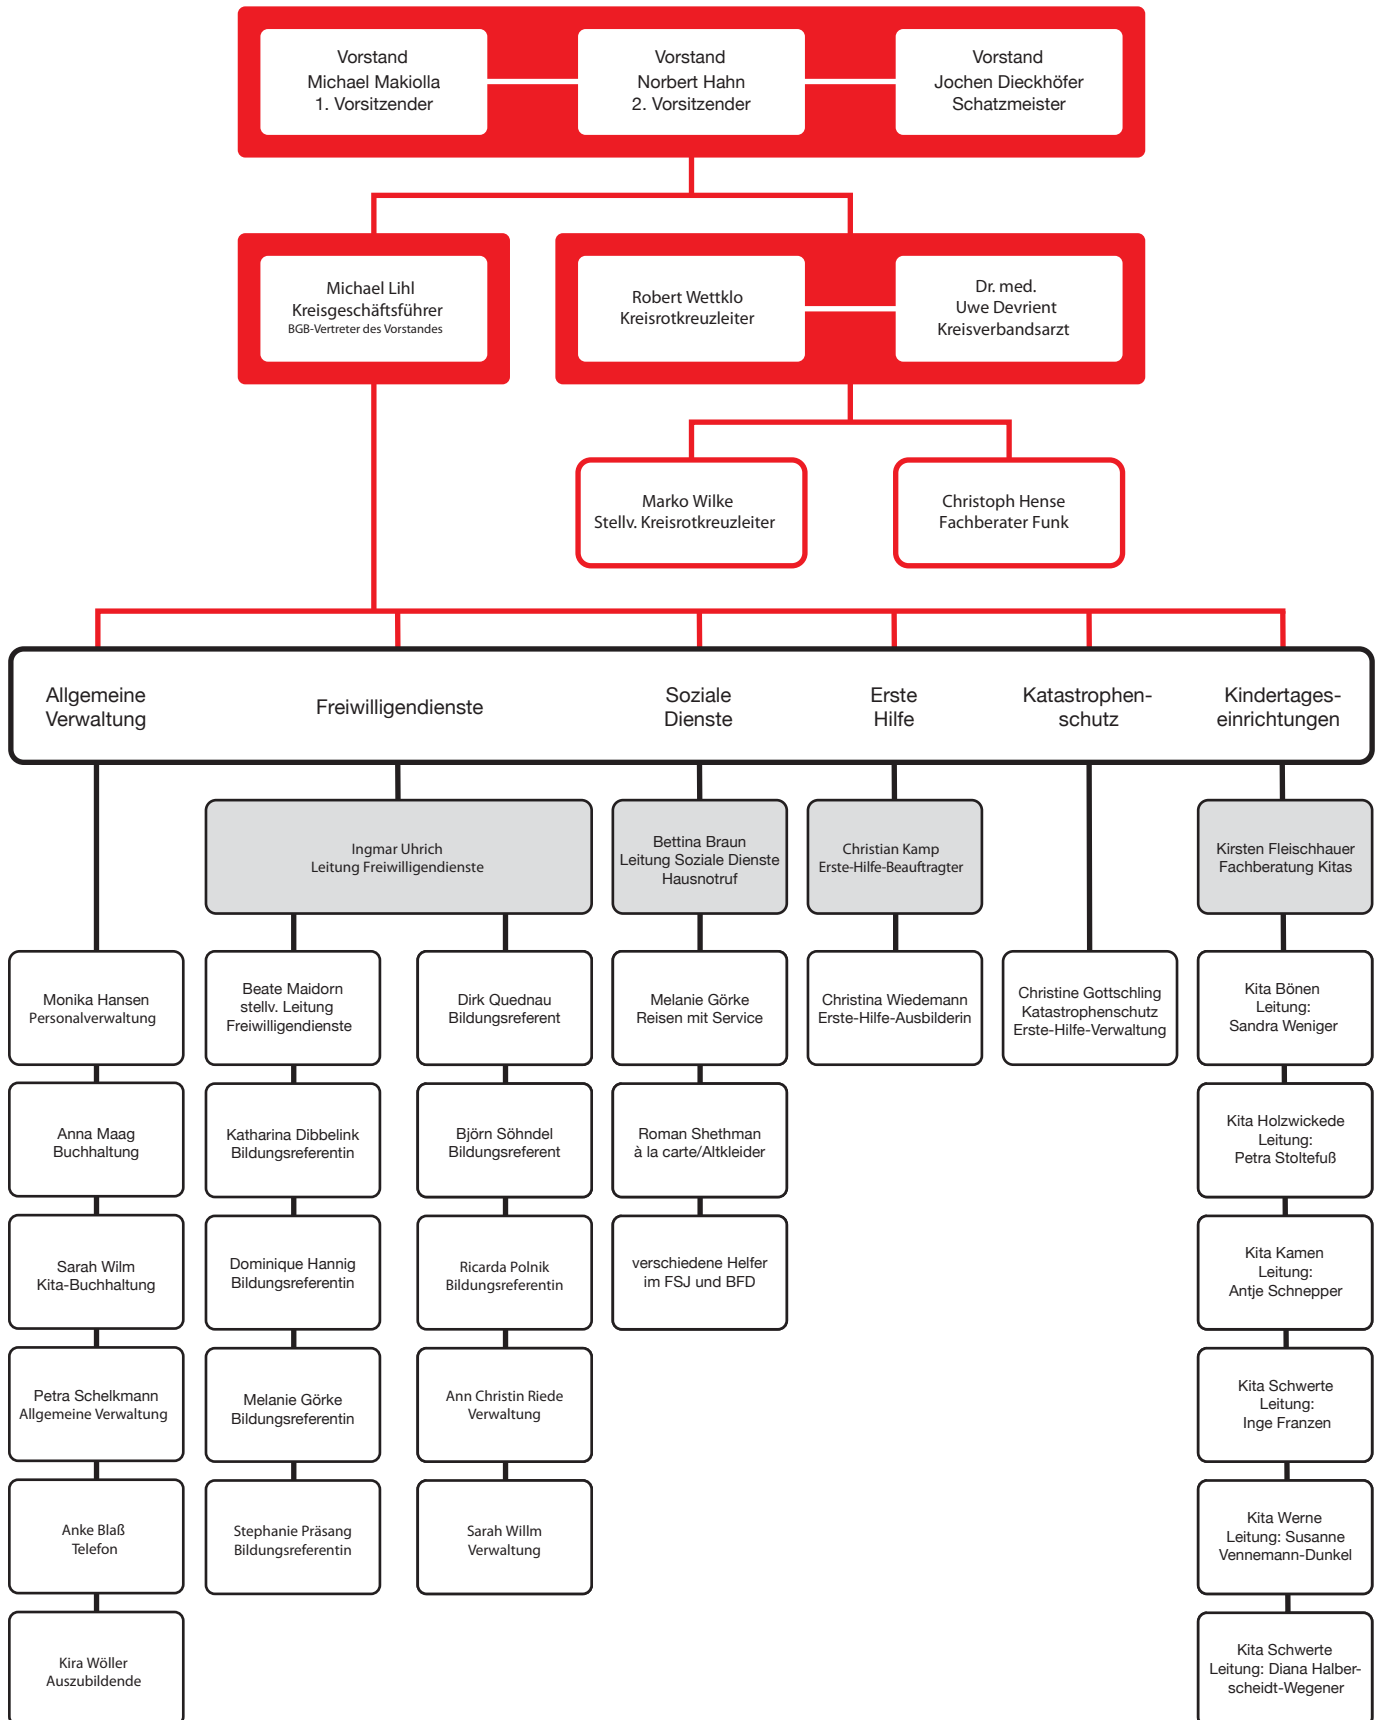 Vorstand
Michael Makiolla
1. Vorsitzender
Vorstand
Norbert Hahn
2. Vorsitzender
Vorstand
Jochen Dieckhöfer
Schatzmeister
Michael Lihl
Kreisgeschäftsführer
BGB-Vertreter des Vorstandes
Robert Wettklo
Kreisrotkreuzleiter
Dr. med.
Uwe Devrient
Kreisverbandsarzt
Marko Wilke
Stellv. Kreisrotkreuzleiter
Christoph Hense
Fachberater Funk
Allgemeine
Verwaltung
Freiwilligendienste
Soziale
Dienste
Erste
Hilfe
Katastrophen-
schutz
Kindertages-
einrichtungen
Ingmar Uhrich
Leitung Freiwilligendienste
Bettina Braun
Leitung Soziale Dienste
Hausnotruf
Christian Kamp
Erste-Hilfe-Beauftragter
Kirsten Fleischhauer
Fachberatung Kitas
Monika Hansen
Personalverwaltung
Beate Maidorn
stellv. Leitung
Freiwilligendienste
Dirk Quednau
Bildungsreferent
Melanie Görke
Reisen mit Service
Christina Wiedemann
Erste-Hilfe-Ausbilderin
Christine Gottschling
Katastrophenschutz
Erste-Hilfe-Verwaltung
Kita Bönen
Leitung:
Sandra Weniger
Anna Maag
Buchhaltung
Katharina Dibbelink
Bildungsreferentin
Björn Söhndel
Bildungsreferent
Roman Shethman
à la carte/Altkleider
Kita Holzwickede
Leitung:
Petra Stoltefuß
Sarah Wilm
Kita-Buchhaltung
Dominique Hannig
Bildungsreferentin
Ricarda Polnik
Bildungsreferentin
verschiedene Helfer
im FSJ und BFD
Kita Kamen
Leitung:
Antje Schnepper
Petra Schelkmann
Allgemeine Verwaltung
Melanie Görke
Bildungsreferentin
Ann Christin Riede
Verwaltung
Kita Schwerte
Leitung:
Inge Franzen
Anke Blaß
Telefon
Stephanie Präsang
Bildungsreferentin
Sarah Willm
Verwaltung
Kita Werne
Leitung: Susanne
Vennemann-Dunkel
Kira Wöller
Auszubildende
Kita Schwerte
Leitung: Diana Halber-
scheidt-Wegener